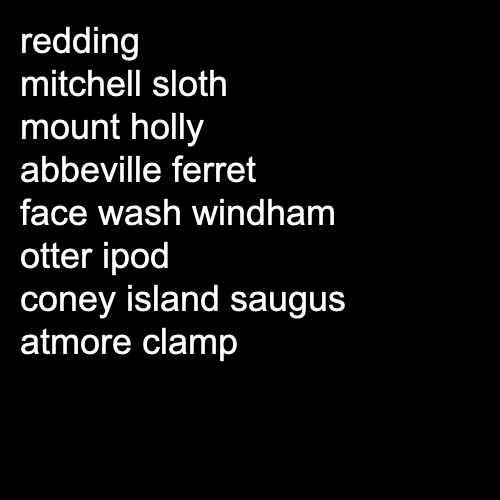 redding
mitchell sloth
mount holly
abbeville ferret
face wash windham
otter ipod
coney island saugus
atmore clamp